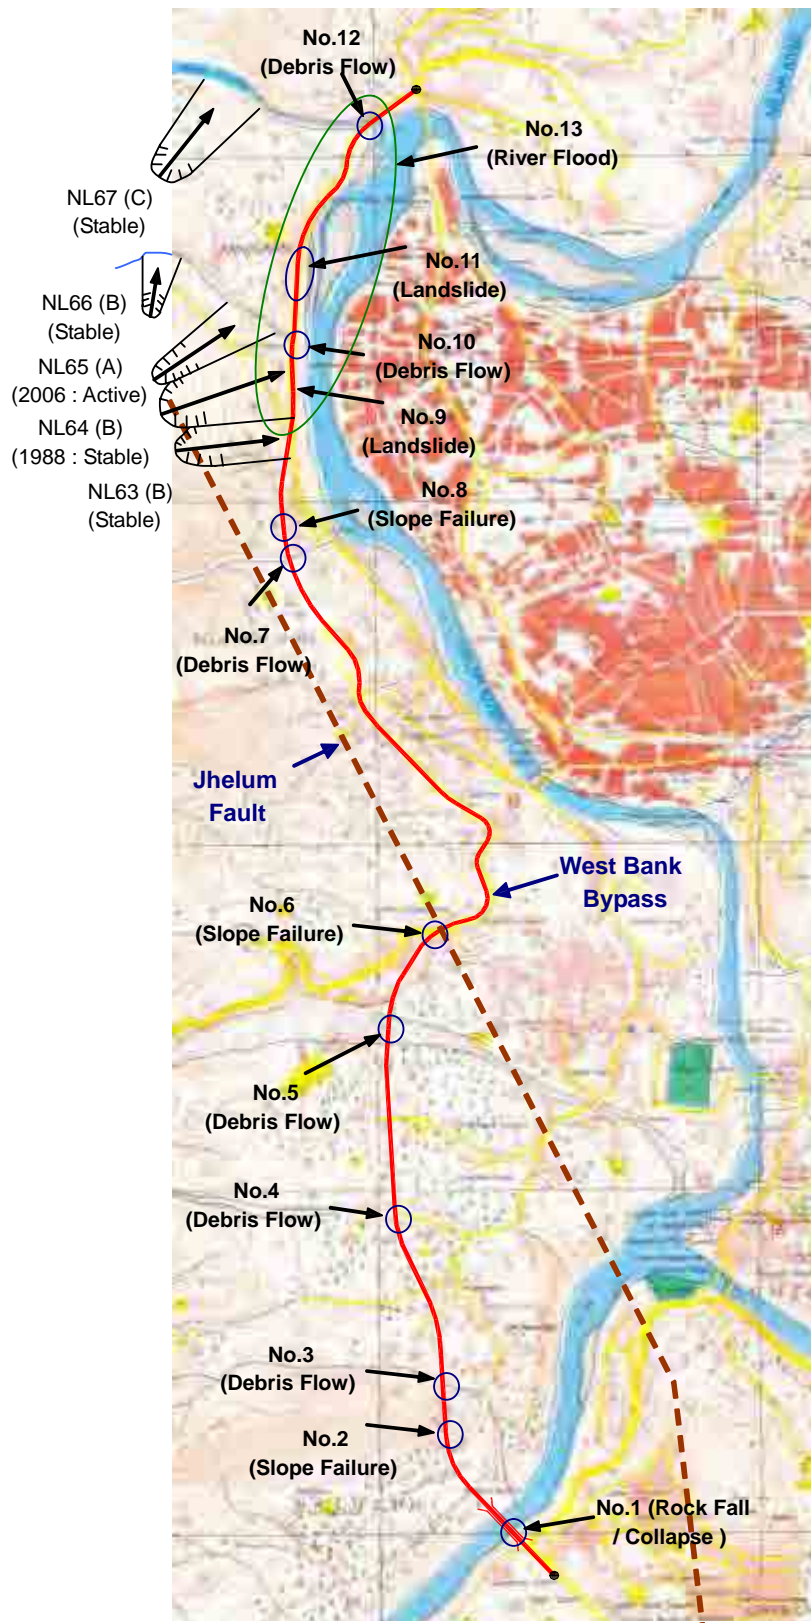 No.12
(Debris Flow)
No.13
(River Flood)
NL67 (C)
(Stable)
No.11
(Landslide)
NL66 (B)
(Stable)
No.10
(Debris Flow)
NL65 (A)
(2006 : Active)
No.9
(Landslide)
NL64 (B)
(1988 : Stable)
NL63 (B)
(Stable)
No.8
(Slope Failure)
No.7
(Debris Flow)
Jhelum
Fault
West Bank
Bypass
No.6
(Slope Failure)
No.5
(Debris Flow)
No.4
(Debris Flow)
No.3
(Debris Flow)
No.2
(Slope Failure)
No.1 (Rock Fall
/ Collapse )